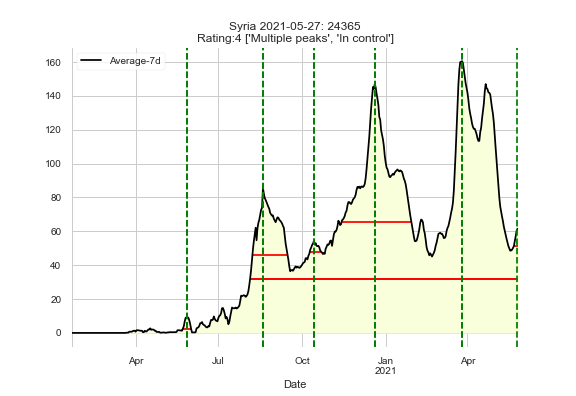 Syria 2021-05-27: 24365
Rating:4 ['Multiple peaks', 'In control']
Average-7d
160
140
120
100
80
60
40
20
0
Apr
Jul
Oct
Jan
2021
Apr
Date